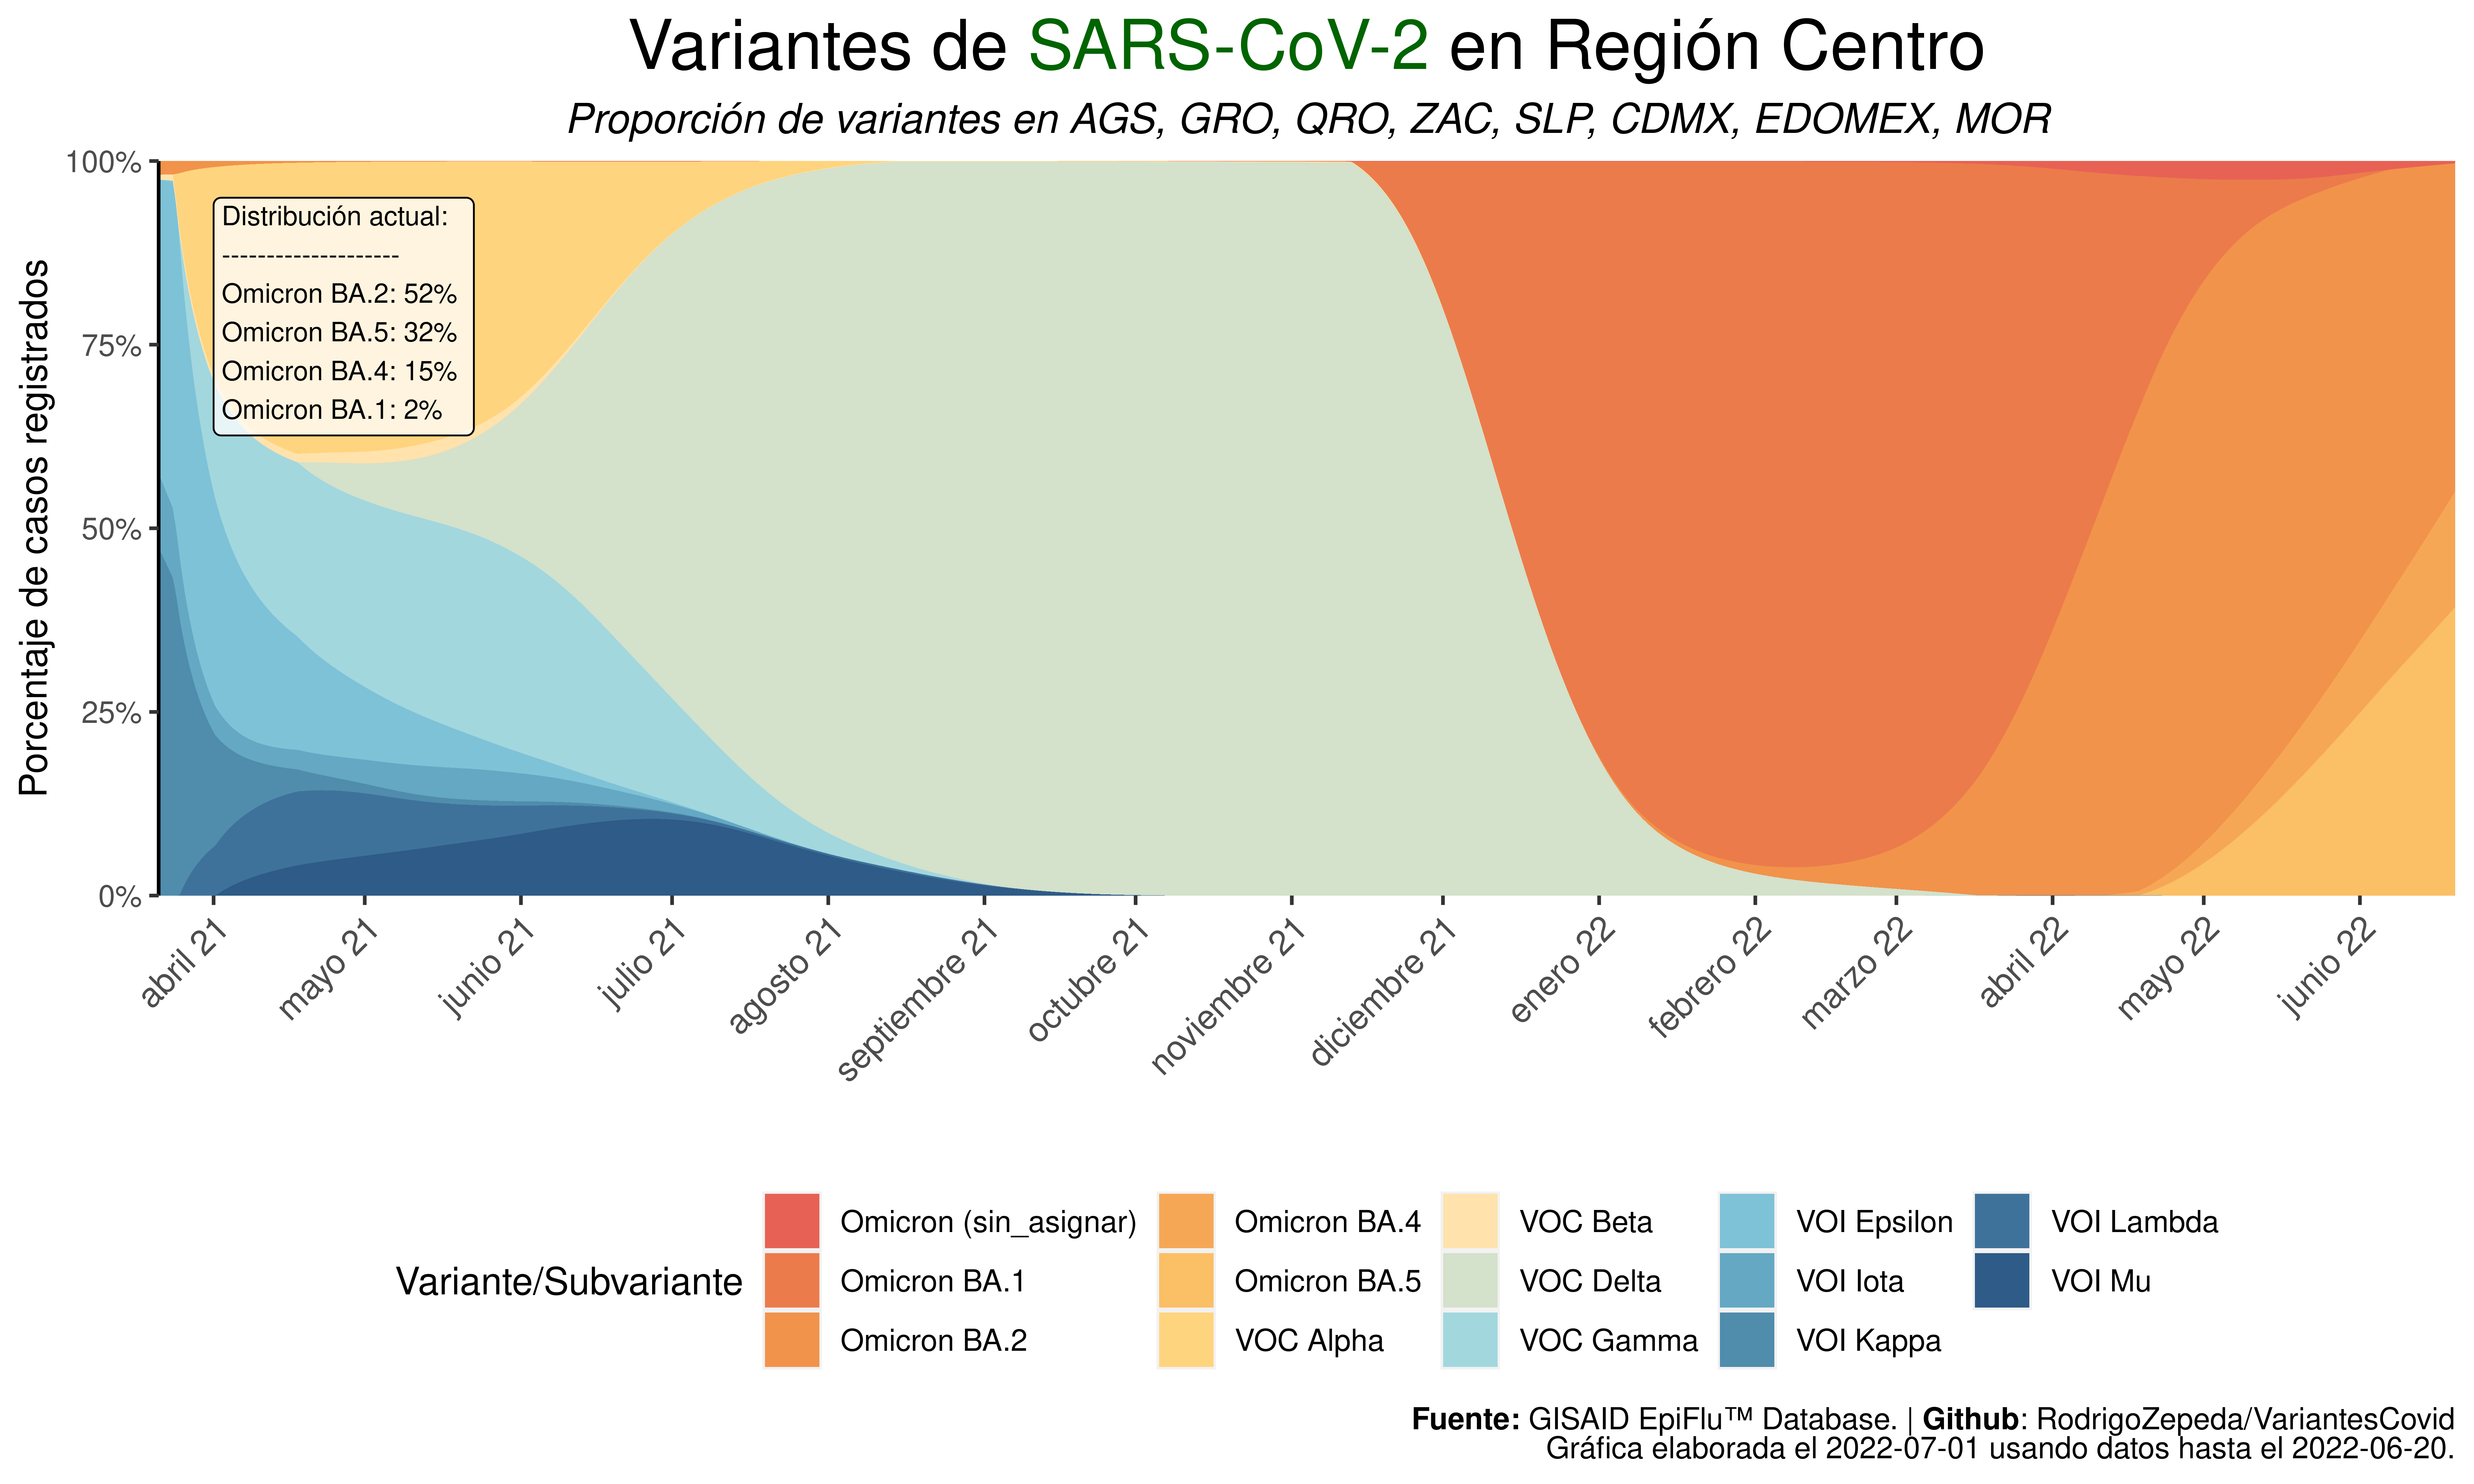 Variantes de SARS-CoV-2 en Región Centro
Proporción de variantes en AGS, GRO, QRO, ZAC, SLP, CDMX, EDOMEX, MOR
Porcentaje de casos registrados
100%
75%
50%
25%
0%
Distribución actual:
--------------------
Omicron BA.2: 52%
Omicron BA.5: 32%
Omicron BA.4: 15%
Omicron BA.1: 2%
abril 21
mayo 21
junio 21
julio 21
agosto 21
septiembre 21
octubre 21
noviembre 21
diciembre 21
enero 22
febrero 22
marzo 22
abril 22
mayo 22
junio 22
Variante/Subvariante
Omicron (sin_asignar)
Omicron BA.1
Omicron BA.2
Omicron BA.4
Omicron BA.5
VOC Alpha
VOC Beta
VOC Delta
VOC Gamma
VOI Epsilon
VOI Iota
VOI Kappa
VOI Lambda
VOI Mu
Fuente: GISAID EpiFlu™ Database. | Github: RodrigoZepeda/VariantesCovid
Gráfica elaborada el 2022-07-01 usando datos hasta el 2022-06-20.